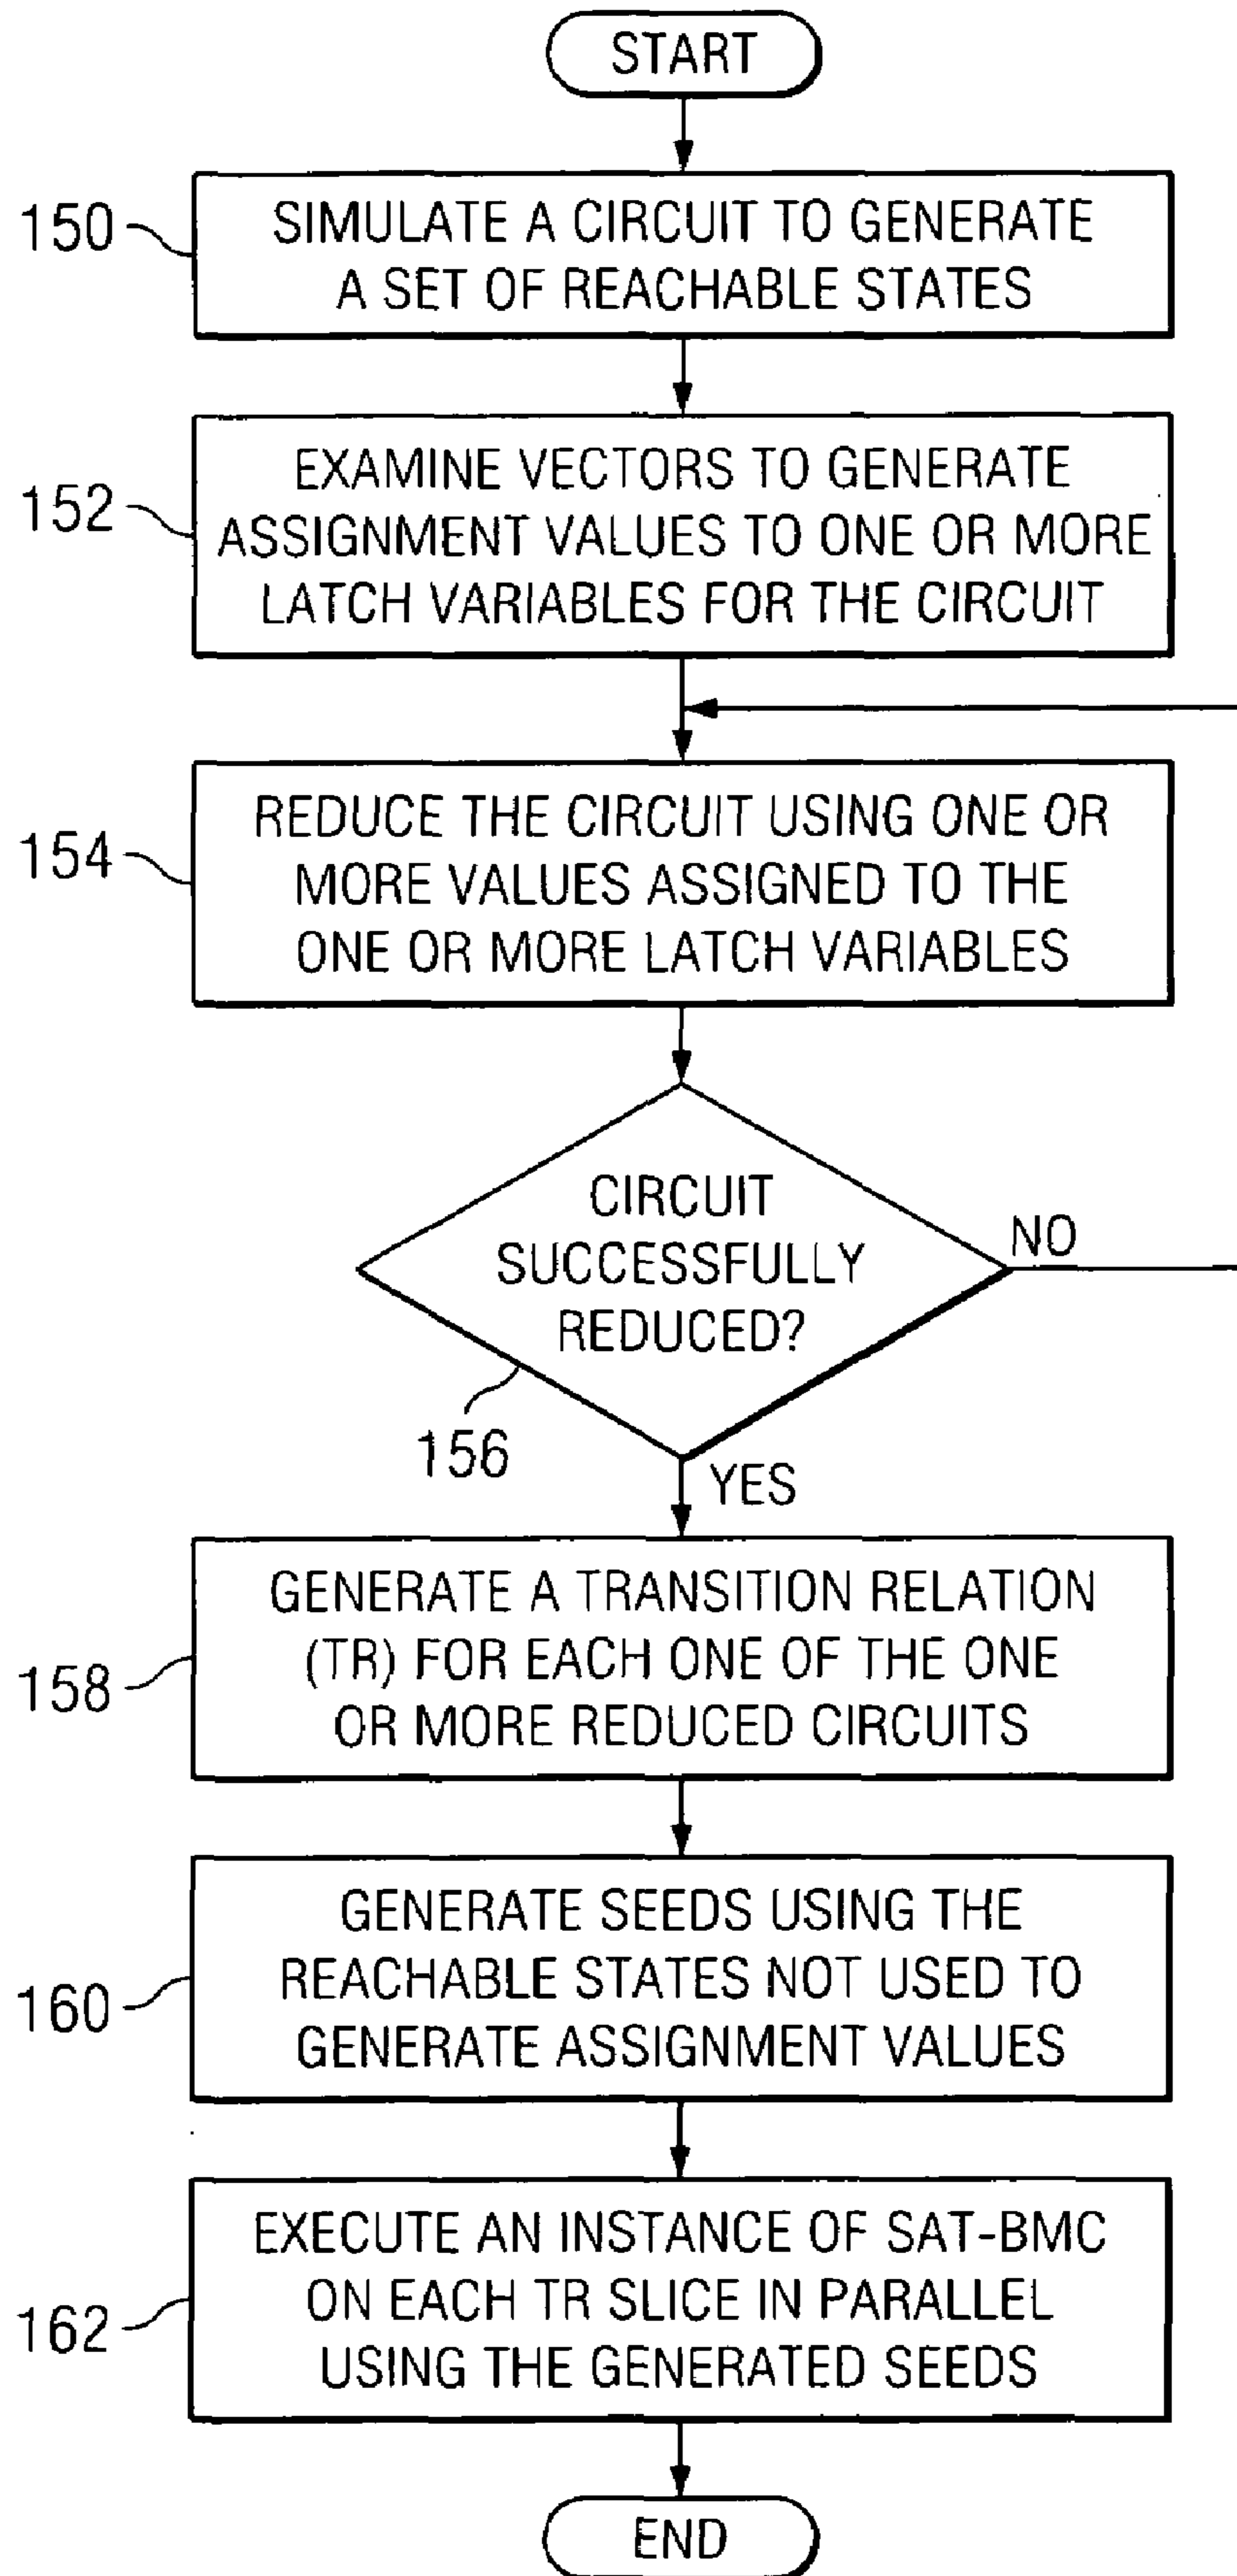 START
150
SIMULATE A CIRCUIT TO GENERATE
A SET OF REACHABLE STATES
152
EXAMINE VECTORS TO GENERATE
ASSIGNMENT VALUES TO ONE OR MORE
LATCH VARIABLES FOR THE CIRCUIT
154
REDUCE THE CIRCUIT USING ONE OR
MORE VALUES ASSIGNED TO THE
ONE OR MORE LATCH VARIABLES
CIRCUIT
SUCCESSFULLY
REDUCED?
NO
156
YES
158
GENERATE A TRANSITION RELATION
(TR) FOR EACH ONE OF THE ONE
OR MORE REDUCED CIRCUITS
160
GENERATE SEEDS USING THE
REACHABLE STATES NOT USED TO
GENERATE ASSIGNMENT VALUES
162
EXECUTE AN INSTANCE OF SAT-BMC
ON EACH TR SLICE IN PARALLEL
USING THE GENERATED SEEDS
END